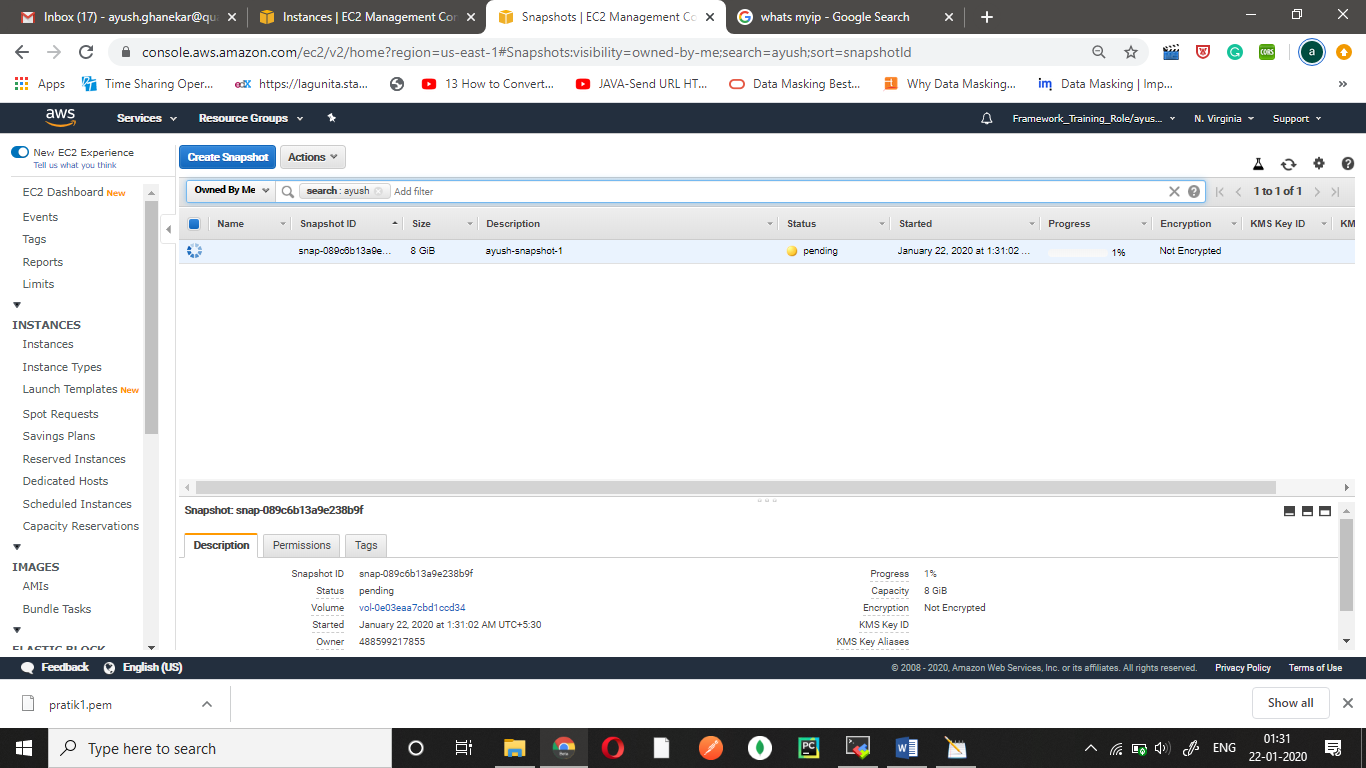 Inbox (17) - ayush.ghanekar@qua
Instances | EC2 Management Con
Snapshots | EC2 Management Co
whats myip - Google Search
console.aws.amazon.com/ec2/v2/home?region=us-east-1#Snapshots:visibility=owned-by-me;search=ayush;sort=snapshotId
CORS
a
Apps
Time Sharing Oper...
edX
https://lagunita.sta...
13 How to Convert...
JAVA-Send URL HT...
Data Masking Best...
Why Data Masking...
im
Data Masking | Imp...
»
aws
Services
Resource Groups
Framework_Training_Role/ayus...
N. Virginia
Support
New EC2 Experience
Tell us what you think
Create Snapshot
Actions
EC2 Dashboard New
Events
Tags
Reports
Limits
INSTANCES
Instances
Instance Types
Launch Templates New
Spot Requests
Savings Plans
Reserved Instances
Dedicated Hosts
Scheduled Instances
Capacity Reservations
IMAGES
AMIs
Bundle Tasks
ELASTIC BLOCK
Owned By Me
search : ayush
Add filter
1 to 1 of 1
Name Snapshot ID Size Description Status Started Progress Encryption KMS Key ID KM
snap-089c6b13a9e... 8 GiB ayush-snapshot-1 pending January 22, 2020 at 1:31:02 ... 1% Not Encrypted
Snapshot: snap-089c6b13a9e238b9f
Description Permissions Tags
Snapshot ID snap-089c6b13a9e238b9f
Status pending
Volume vol-0e03eaa7cbd1ccd34
Started January 22, 2020 at 1:31:02 AM UTC+5:30
Owner 488599217855
Progress 1%
Capacity 8 GiB
Encryption Not Encrypted
KMS Key ID
KMS Key Aliases
Feedback
English (US)
© 2008 - 2020, Amazon Web Services, Inc. or its affiliates. All rights reserved.
Privacy Policy
Terms of Use
pratik1.pem
Show all
Type here to search
PC
ENG
01:31
22-01-2020